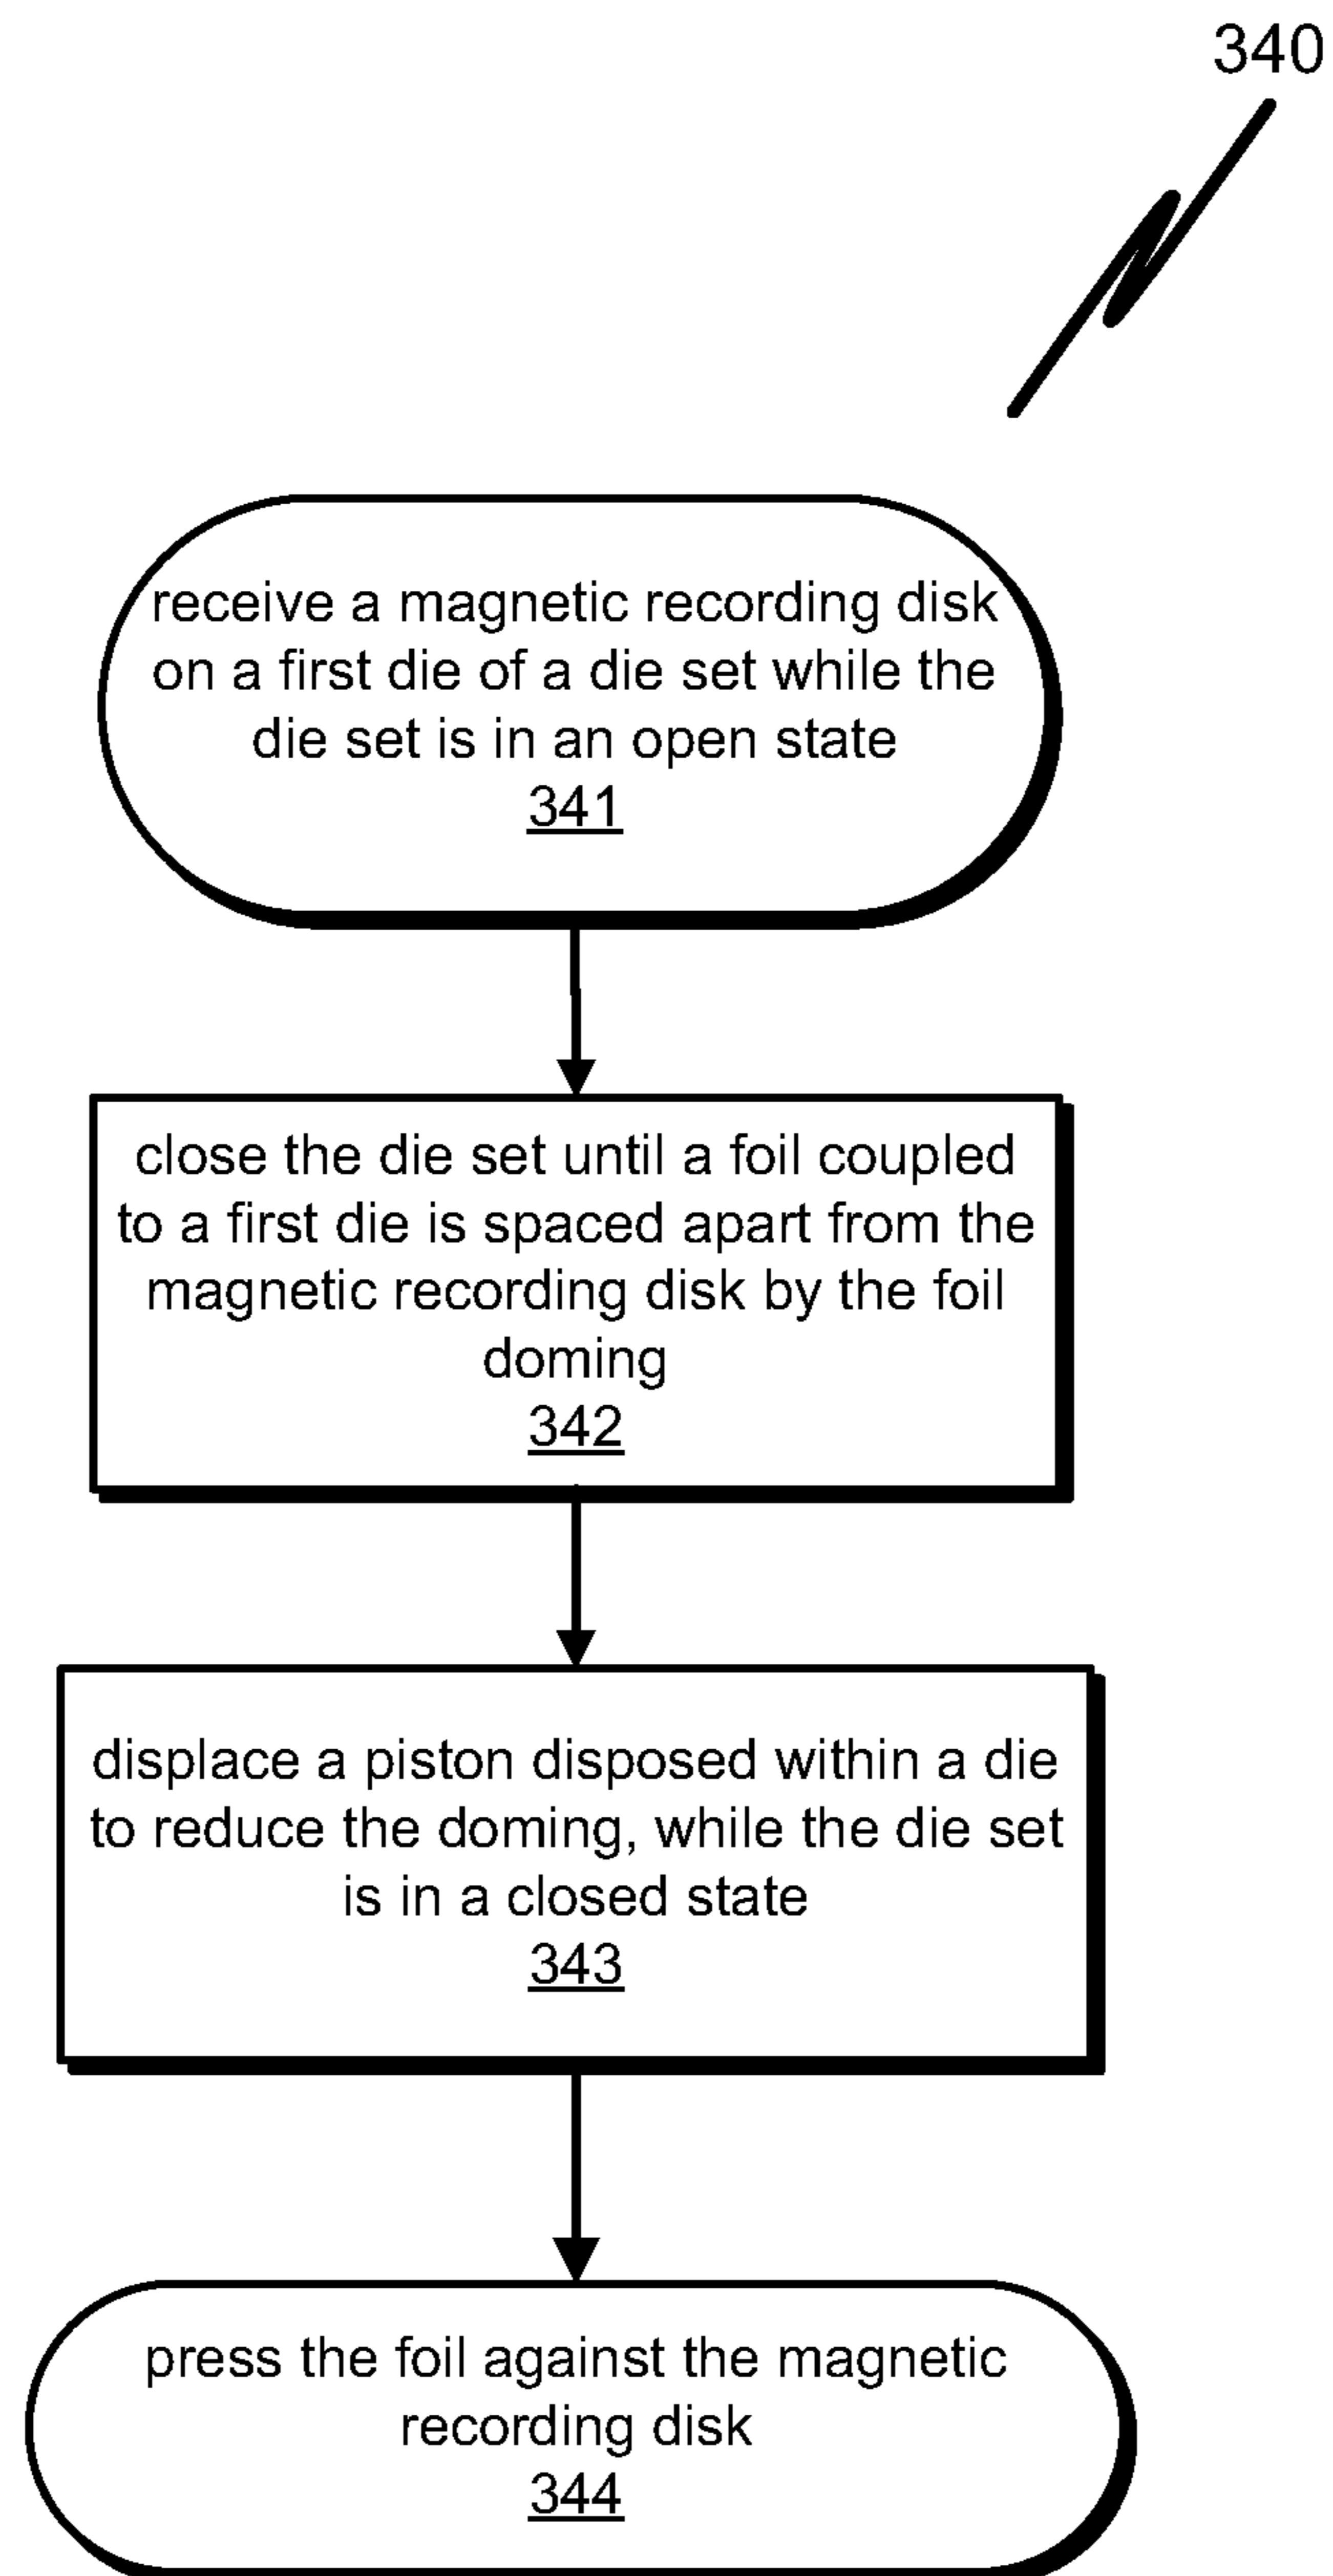 340
receive a magnetic recording disk
on a first die of a die set while the
die set is in an open state
341
close the die set until a foil coupled
to a first die is spaced apart from the
magnetic recording disk by the foil
doming
342
displace a piston disposed within a die
to reduce the doming, while the die set
is in a closed state
343
press the foil against the magnetic
recording disk
344